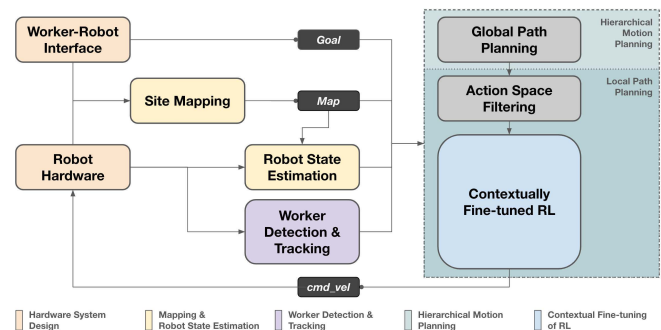 Worker-Robot
Interface
Goal
Global Path
Planning
Hierarchical
Motion
Planning
Site Mapping
Map
Action Space
Filtering
Local Path
Planning
Robot
Hardware
Robot State
Estimation
Contextually
Fine-tuned RL
Worker
Detection &
Tracking
cmd_vel
Hardware System
Design
Mapping &
Robot State Estimation
Worker Detection &
Tracking
Hierarchical Motion
Planning
Contextual Fine-tuning
of RL